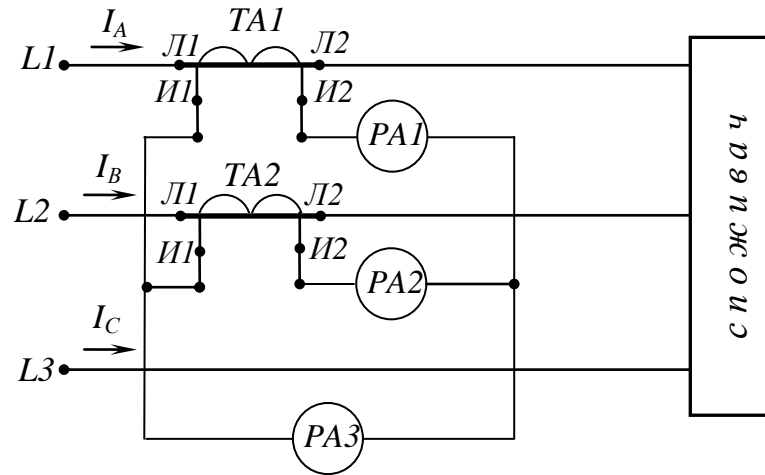 I_A
TA1
L1
Л1
Л2
И1
И2
PA1
I_B
TA2
L2
Л1
Л2
И1
И2
PA2
I_C
L3
PA3
споживач